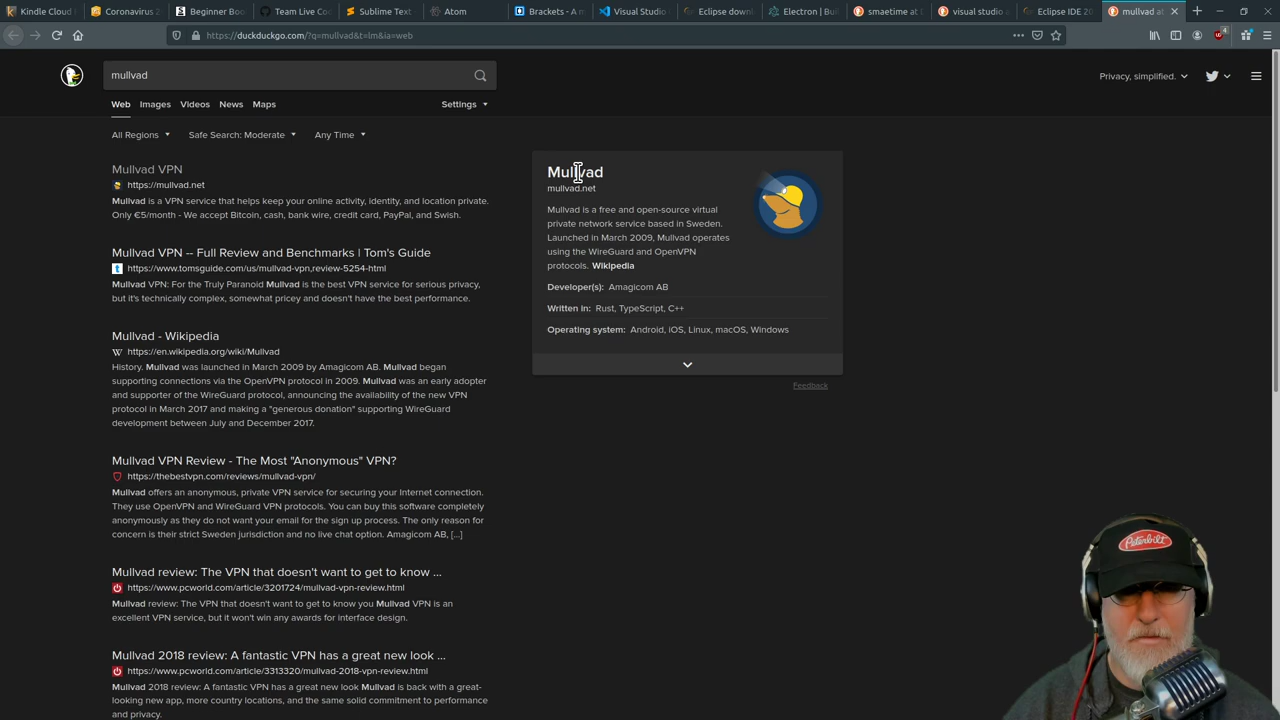 Kindle Cloud
Coronavirus 2
Beginner Boo
Team Live Co
Sublime Text
Atom
Brackets - A m
Visual Studio
Eclipse down
Electron | Bui
smaetime at
visual studio a
Eclipse IDE 20
mullvad at
https://duckduckgo.com/?q=mullvad&t=lm&ia=web
4
mullvad
Privacy, simplified.
Web Images Videos News Maps Settings
All Regions Safe Search: Moderate Any Time
Mullvad VPN
https://mullvad.net
Mullvad is a VPN service that helps keep your online activity, identity, and location private.
Only €5/month - We accept Bitcoin, cash, bank wire, credit card, PayPal, and Swish.
Mullvad VPN -- Full Review and Benchmarks | Tom's Guide
https://www.tomsguide.com/us/mullvad-vpn,review-5254-html
Mullvad VPN: For the Truly Paranoid Mullvad is the best VPN service for serious privacy,
but it's technically complex, somewhat pricey and doesn't have the best performance.
Mullvad - Wikipedia
https://en.wikipedia.org/wiki/Mullvad
History. Mullvad was launched in March 2009 by Amagicom AB. Mullvad began
supporting connections via the OpenVPN protocol in 2009. Mullvad was an early adopter
and supporter of the WireGuard protocol, announcing the availability of the new VPN
protocol in March 2017 and making a "generous donation" supporting WireGuard
development between July and December 2017.
Mullvad VPN Review - The Most "Anonymous" VPN?
https://thebestvpn.com/reviews/mullvad-vpn/
Mullvad offers an anonymous, private VPN service for securing your Internet connection.
They use OpenVPN and WireGuard VPN protocols. You can buy this software completely
anonymously as they do not want your email for the sign up process. The only reason for
concern is their strict Sweden jurisdiction and no live chat option. Amagicom AB, [...]
Mullvad review: The VPN that doesn't want to get to know ...
https://www.pcworld.com/article/3201724/mullvad-vpn-review.html
Mullvad review: The VPN that doesn't want to get to know you Mullvad VPN is an
excellent VPN service, but it won't win any awards for interface design.
Mullvad 2018 review: A fantastic VPN has a great new look ...
https://www.pcworld.com/article/3313320/mullvad-2018-vpn-review.html
Mullvad 2018 review: A fantastic VPN has a great new look Mullvad is back with a great-
looking new app, more country locations, and the same solid commitment to performance
and privacy.
Mullvad
mullvad.net
Mullvad is a free and open-source virtual
private network service based in Sweden.
Launched in March 2009, Mullvad operates
using the WireGuard and OpenVPN
protocols. Wikipedia
Developer(s): Amagicom AB
Written in: Rust, TypeScript, C++
Operating system: Android, iOS, Linux, macOS, Windows
Feedback
Peterbilt